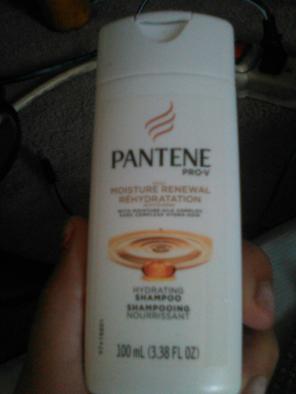 PANTENE
PRO-V
MOISTURE RENEWAL
RÉHYDRATATION
HYDRATING
SHAMPOO
SHAMPOOING
NOURRISSANT
100 mL (3.38 FL OZ)